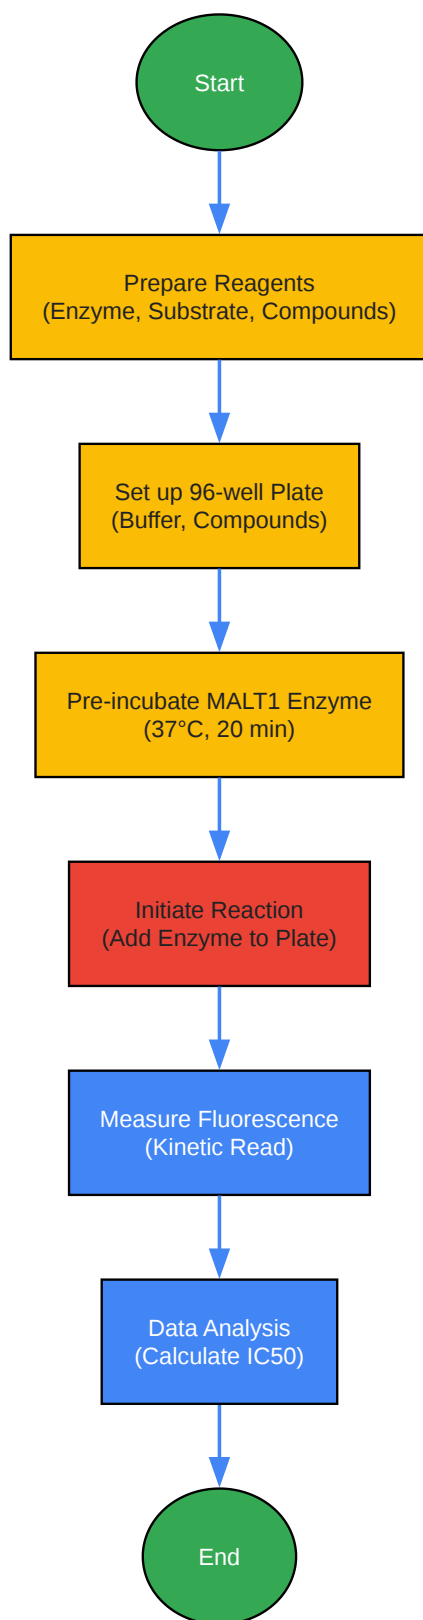 Start
Prepare Reagents
(Enzyme, Substrate, Compounds)
Set up 96-well Plate
(Buffer, Compounds)
Pre-incubate MALT1 Enzyme
(37°C, 20 min)
Initiate Reaction
(Add Enzyme to Plate)
Measure Fluorescence
(Kinetic Read)
Data Analysis
(Calculate IC50)
End